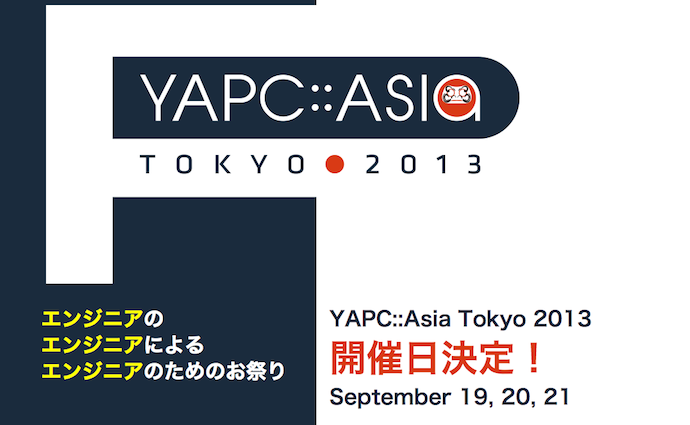 YAPC::ASIa
TOKYO●2013
エンジニアの
エンジニアによる
エンジニアのためのお祭り
YAPC::Asia Tokyo 2013
開催日決定！
September 19, 20, 21